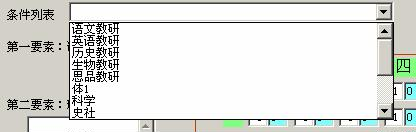 条件列表
语文教研
英语教研
历史教研
生物教研
思品教研
体1
科学
史社
第一要素：
四
第二要素：
1 0